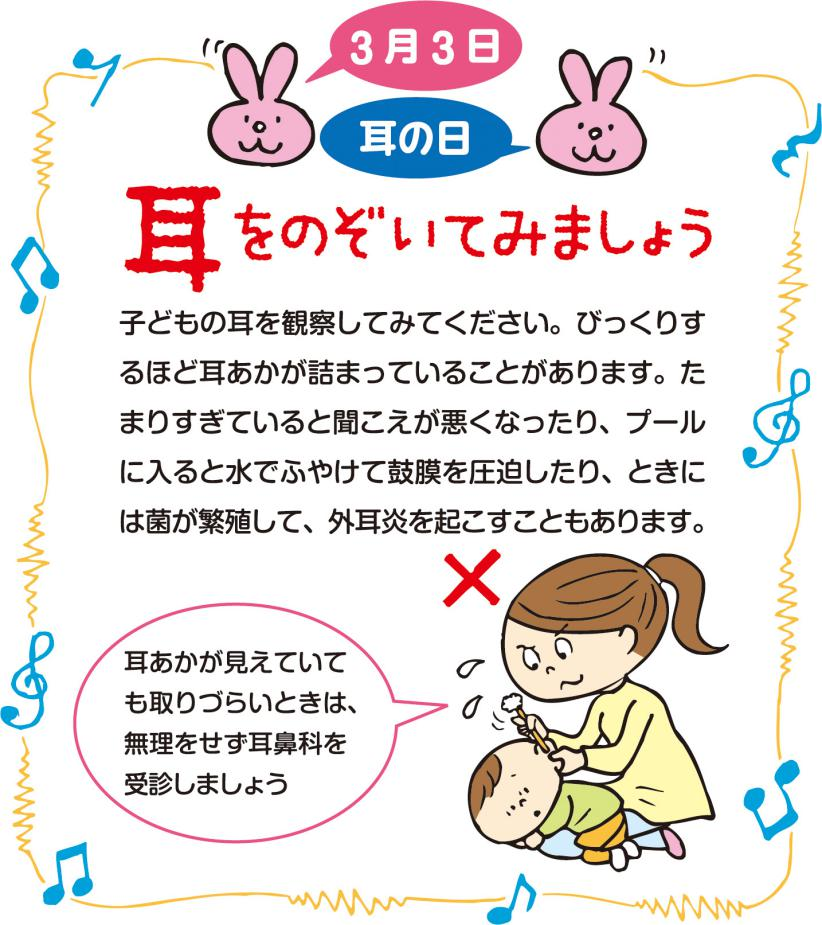 3月3日
耳の日
耳をのぞいてみましょう
子どもの耳を観察してみてください。びっくりす
るほど耳あかが詰まっていることがあります。た
まりすぎていると聞こえが悪くなったり、プール
に入ると水でふやけて鼓膜を圧迫したり、ときに
は菌が繁殖して、外耳炎を起こすこともあります。
耳あかが見えていて
も取りづらいときは、
無理をせず耳鼻科を
受診しましょう